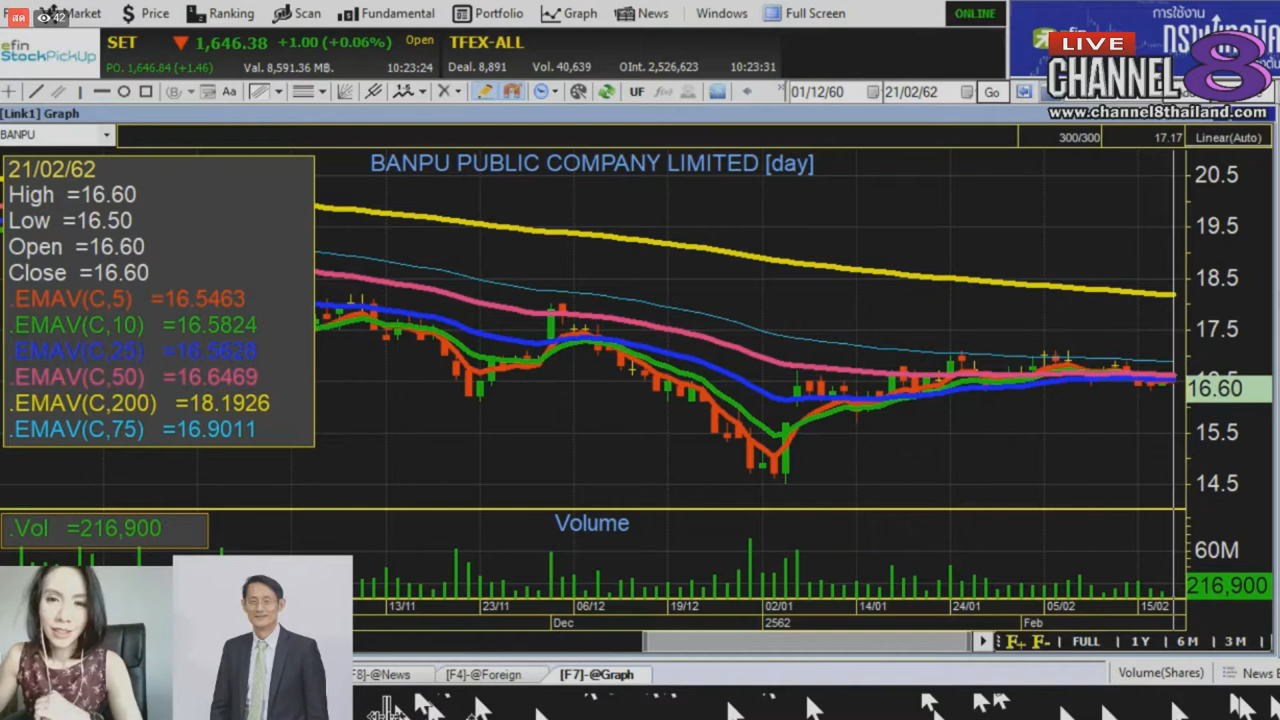 สด 42
Market Price Ranking Scan Fundamental Portfolio Graph News Windows Full Screen ONLINE
การใช้งาน
efin StockPickUp
SET 1,646.38 +1.00 (+0.06%) Open TFEX-ALL
PO. 1,646.84 (+1.46) Val. 8,591.36 MB. 10:23:24 Deal. 8,891 Vol. 40,639 OInt. 2,526,623 10:23:31
LIVE
CHANNEL 8
www.channel8thailand.com
Aa UF 01/12/60 21/02/62 Go
[Link1] Graph
BANPU 300/300 17.17 Linear(Auto)
BANPU PUBLIC COMPANY LIMITED [day]
21/02/62
High =16.60
Low =16.50
Open =16.60
Close =16.60
.EMAV(C,5) =16.5463
.EMAV(C,10) =16.5824
.EMAV(C,25) =16.5628
.EMAV(C,50) =16.6469
.EMAV(C,200) =18.1926
.EMAV(C,75) =16.9011
20.5
19.5
18.5
17.5
16.60
15.5
14.5
.Vol =216,900
Volume
60M
216,900
13/11 23/11 06/12 19/12 02/01 14/01 24/01 05/02 15/02
Dec 2562 Feb
F+ F- FULL 1Y 6M 3M
F8]-@News [F4]-@Foreign [F7]-@Graph Volume(Shares) News